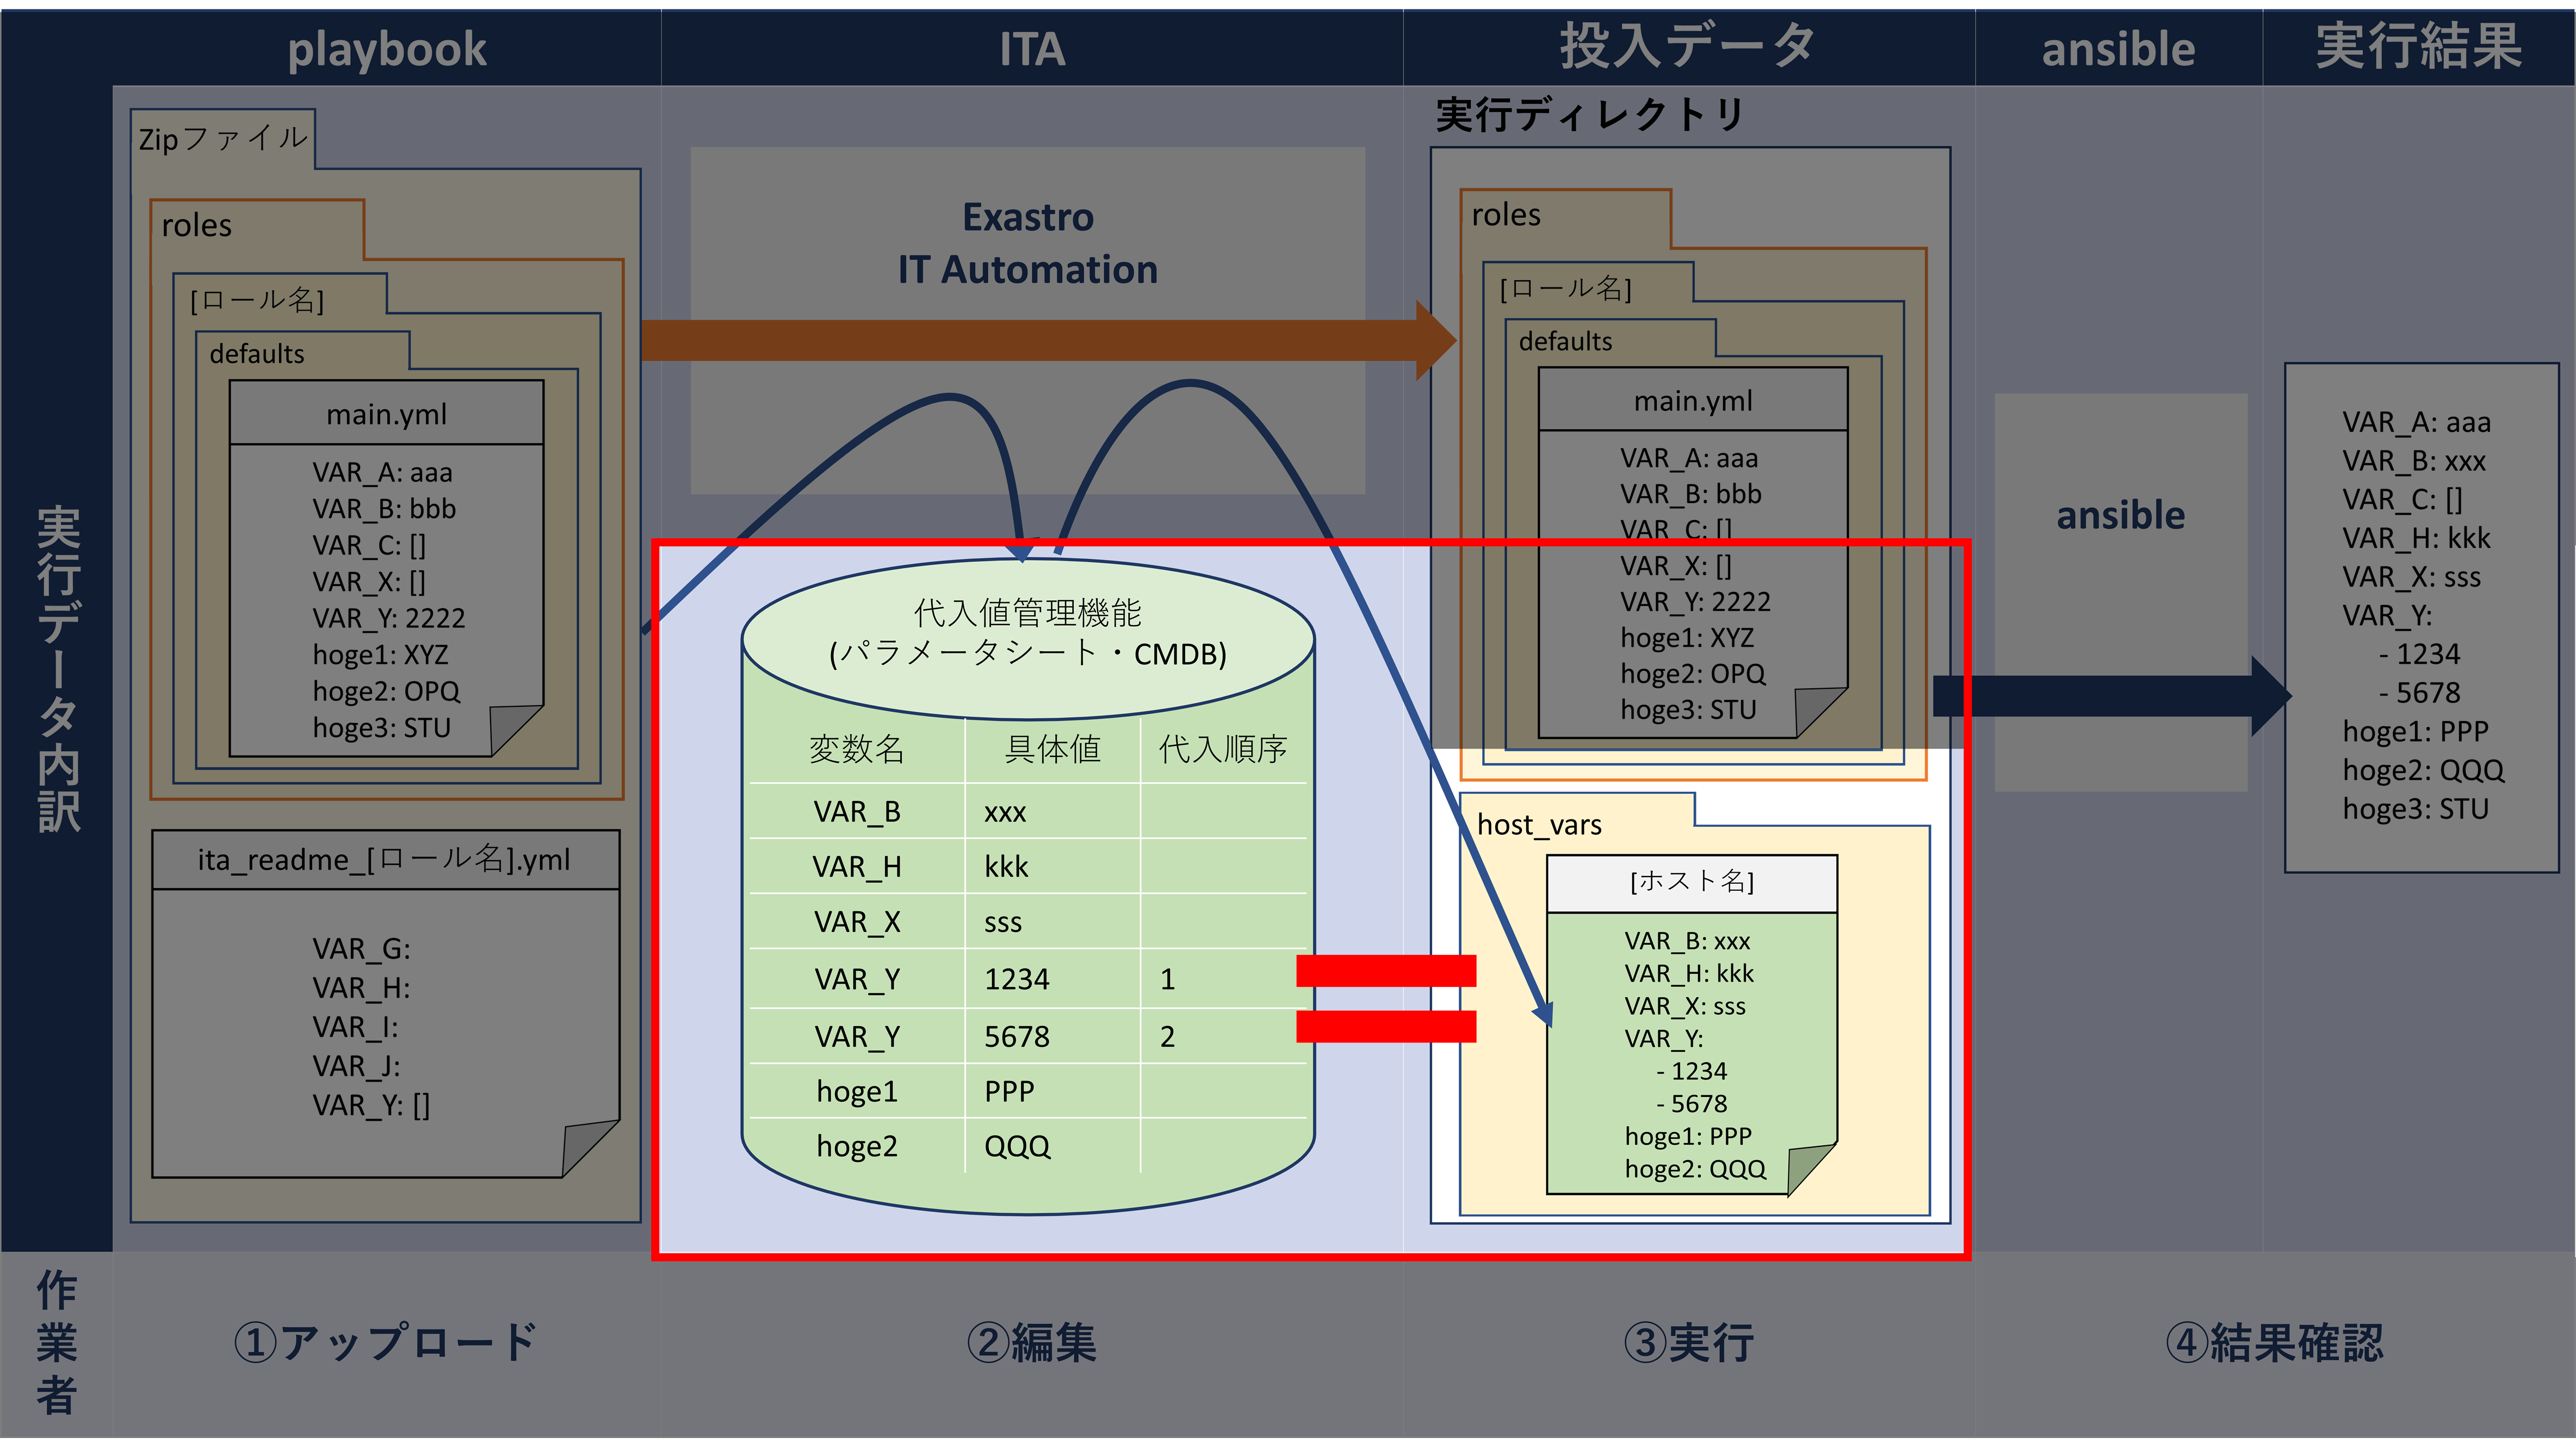 playbook
ITA
投入データ
ansible
実行結果
実行データ内訳
Zipファイル
roles
[ロール名]
defaults
main.yml
VAR_A: aaa
VAR_B: bbb
VAR_C: []
VAR_X: []
VAR_Y: 2222
hoge1: XYZ
hoge2: OPQ
hoge3: STU
ita_readme_[ロール名].yml
VAR_G:
VAR_H:
VAR_I:
VAR_J:
VAR_Y: []
Exastro
IT Automation
代入値管理機能
(パラメータシート・CMDB)
変数名 具体値 代入順序
VAR_B xxx
VAR_H kkk
VAR_X sss
VAR_Y 1234 1
VAR_Y 5678 2
hoge1 PPP
hoge2 QQQ
実行ディレクトリ
roles
[ロール名]
defaults
main.yml
VAR_A: aaa
VAR_B: bbb
VAR_C: []
VAR_X: []
VAR_Y: 2222
hoge1: XYZ
hoge2: OPQ
hoge3: STU
host_vars
[ホスト名]
VAR_B: xxx
VAR_H: kkk
VAR_X: sss
VAR_Y:
- 1234
- 5678
hoge1: PPP
hoge2: QQQ
ansible
VAR_A: aaa
VAR_B: xxx
VAR_C: []
VAR_H: kkk
VAR_X: sss
VAR_Y:
- 1234
- 5678
hoge1: PPP
hoge2: QQQ
hoge3: STU
作業者
①アップロード
②編集
③実行
④結果確認